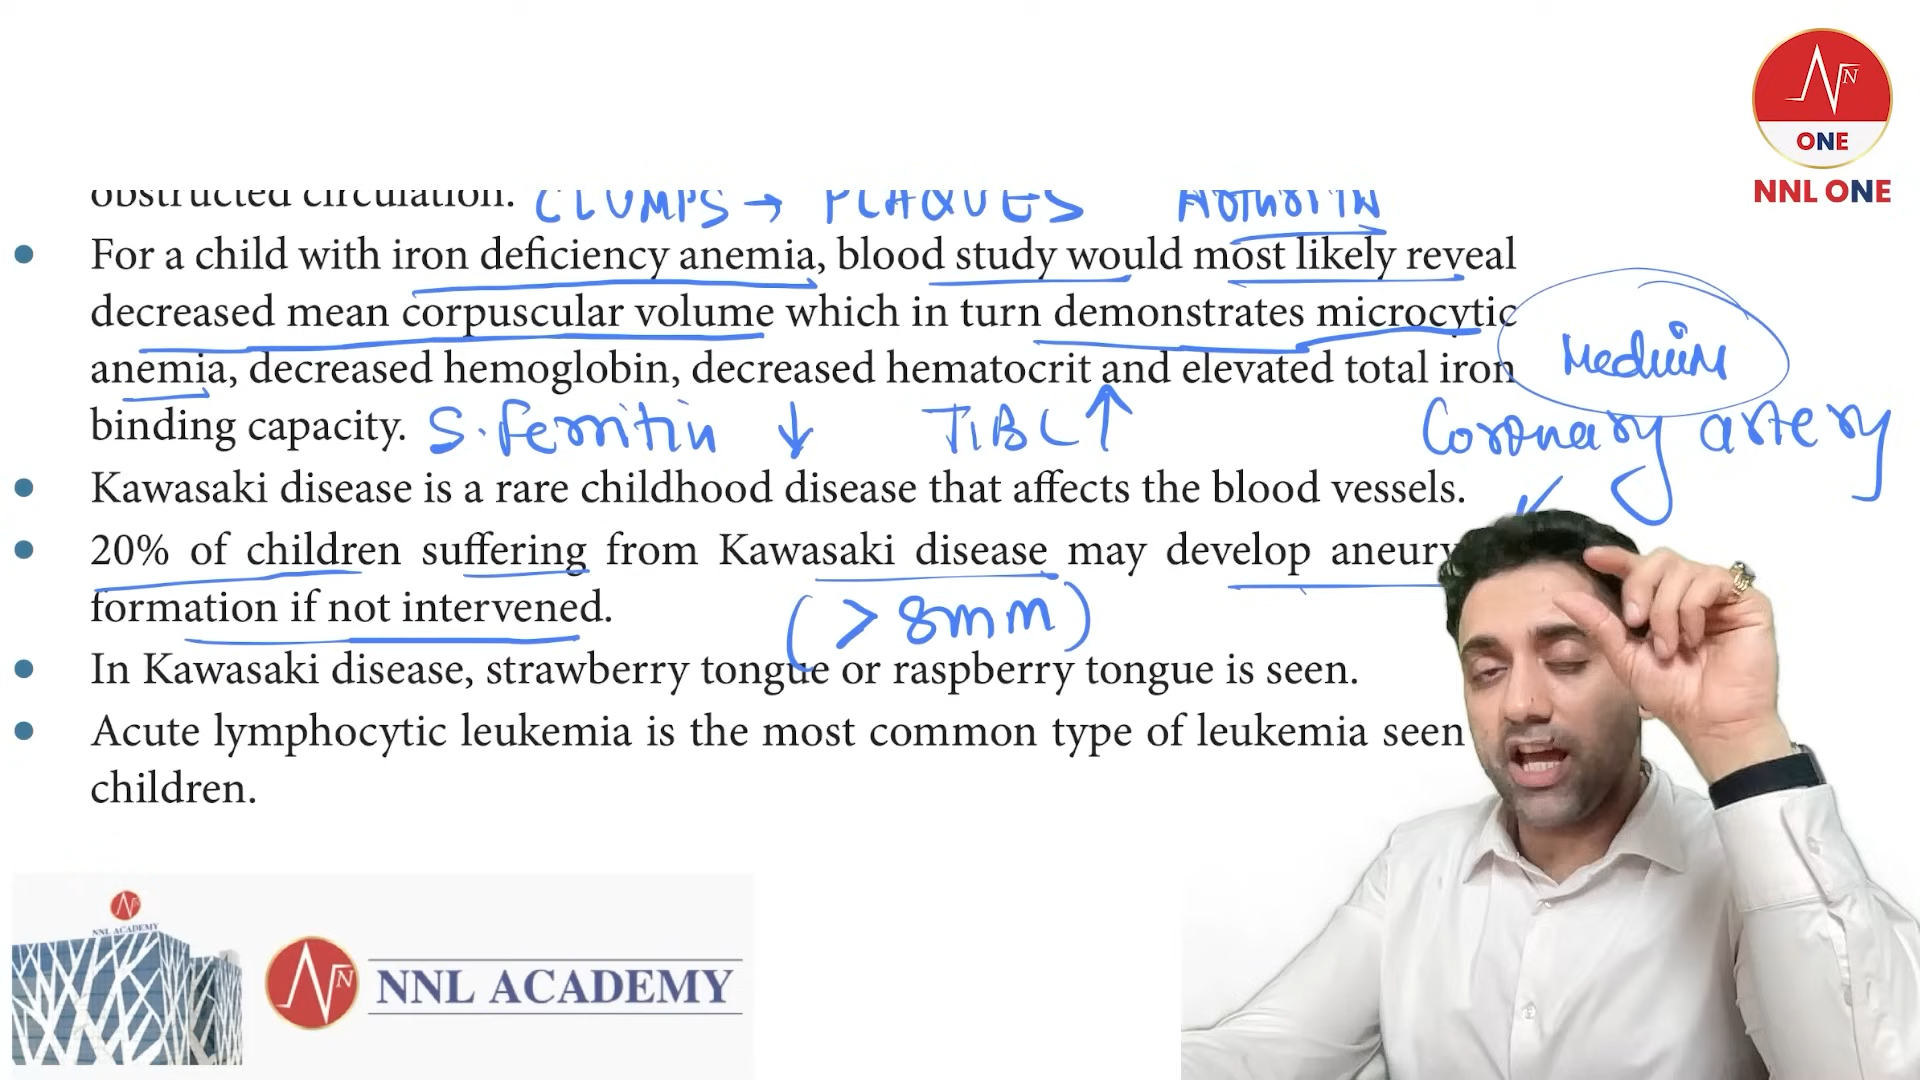 obstructed circulation. CLUMPS → PLAQUES
For a child with iron deficiency anemia, blood study would most likely reveal
decreased mean corpuscular volume which in turn demonstrates microcytic
anemia, decreased hemoglobin, decreased hematocrit and elevated total iron
binding capacity. S. Ferritin ↓ TIBC ↑
Medium
Coronary artery
Kawasaki disease is a rare childhood disease that affects the blood vessels.
20% of children suffering from Kawasaki disease may develop aneury
formation if not intervened. (> 8mm)
In Kawasaki disease, strawberry tongue or raspberry tongue is seen.
Acute lymphocytic leukemia is the most common type of leukemia seen
children.
N
ONE
NNL ONE
NNL ACADEMY
N
NNL ACADEMY